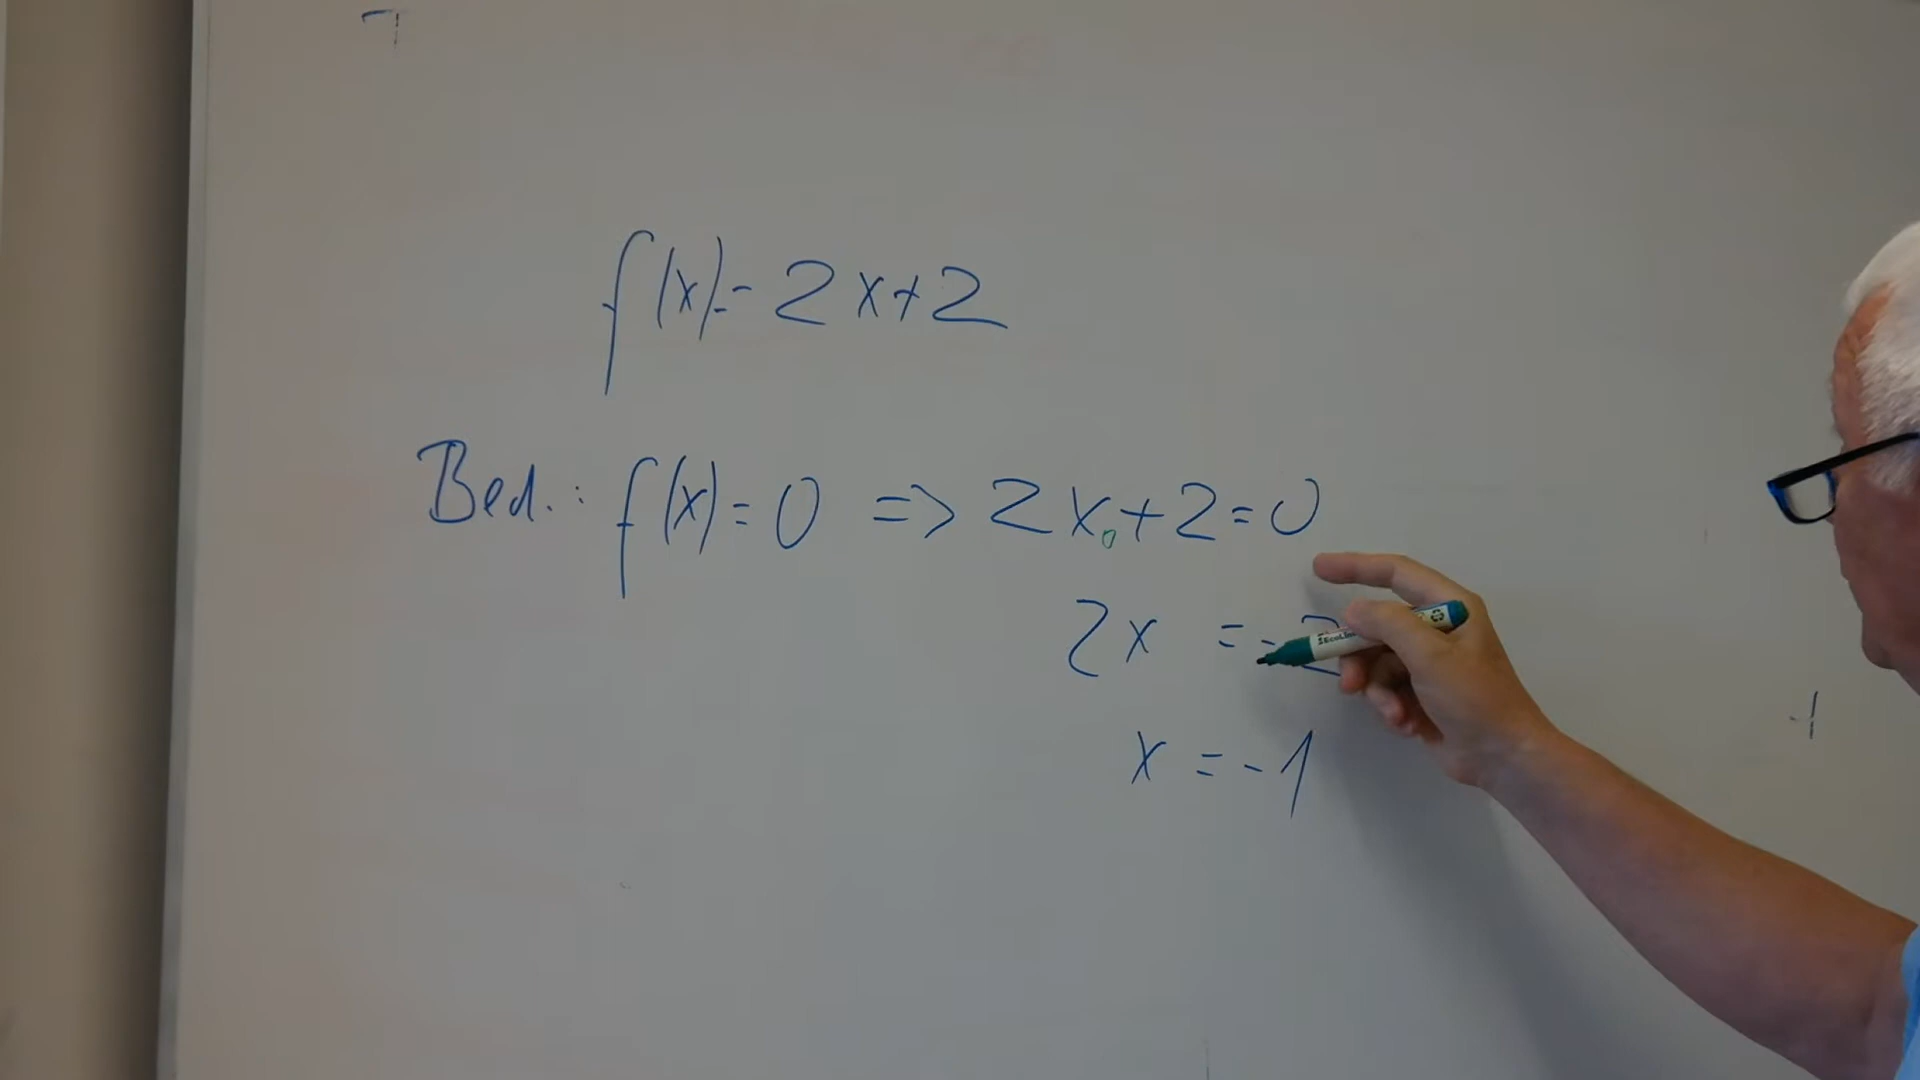 f(x)=2x+2
Bed.: f(x)=0 => 2x₀+2=0
2x =-2
x =-1